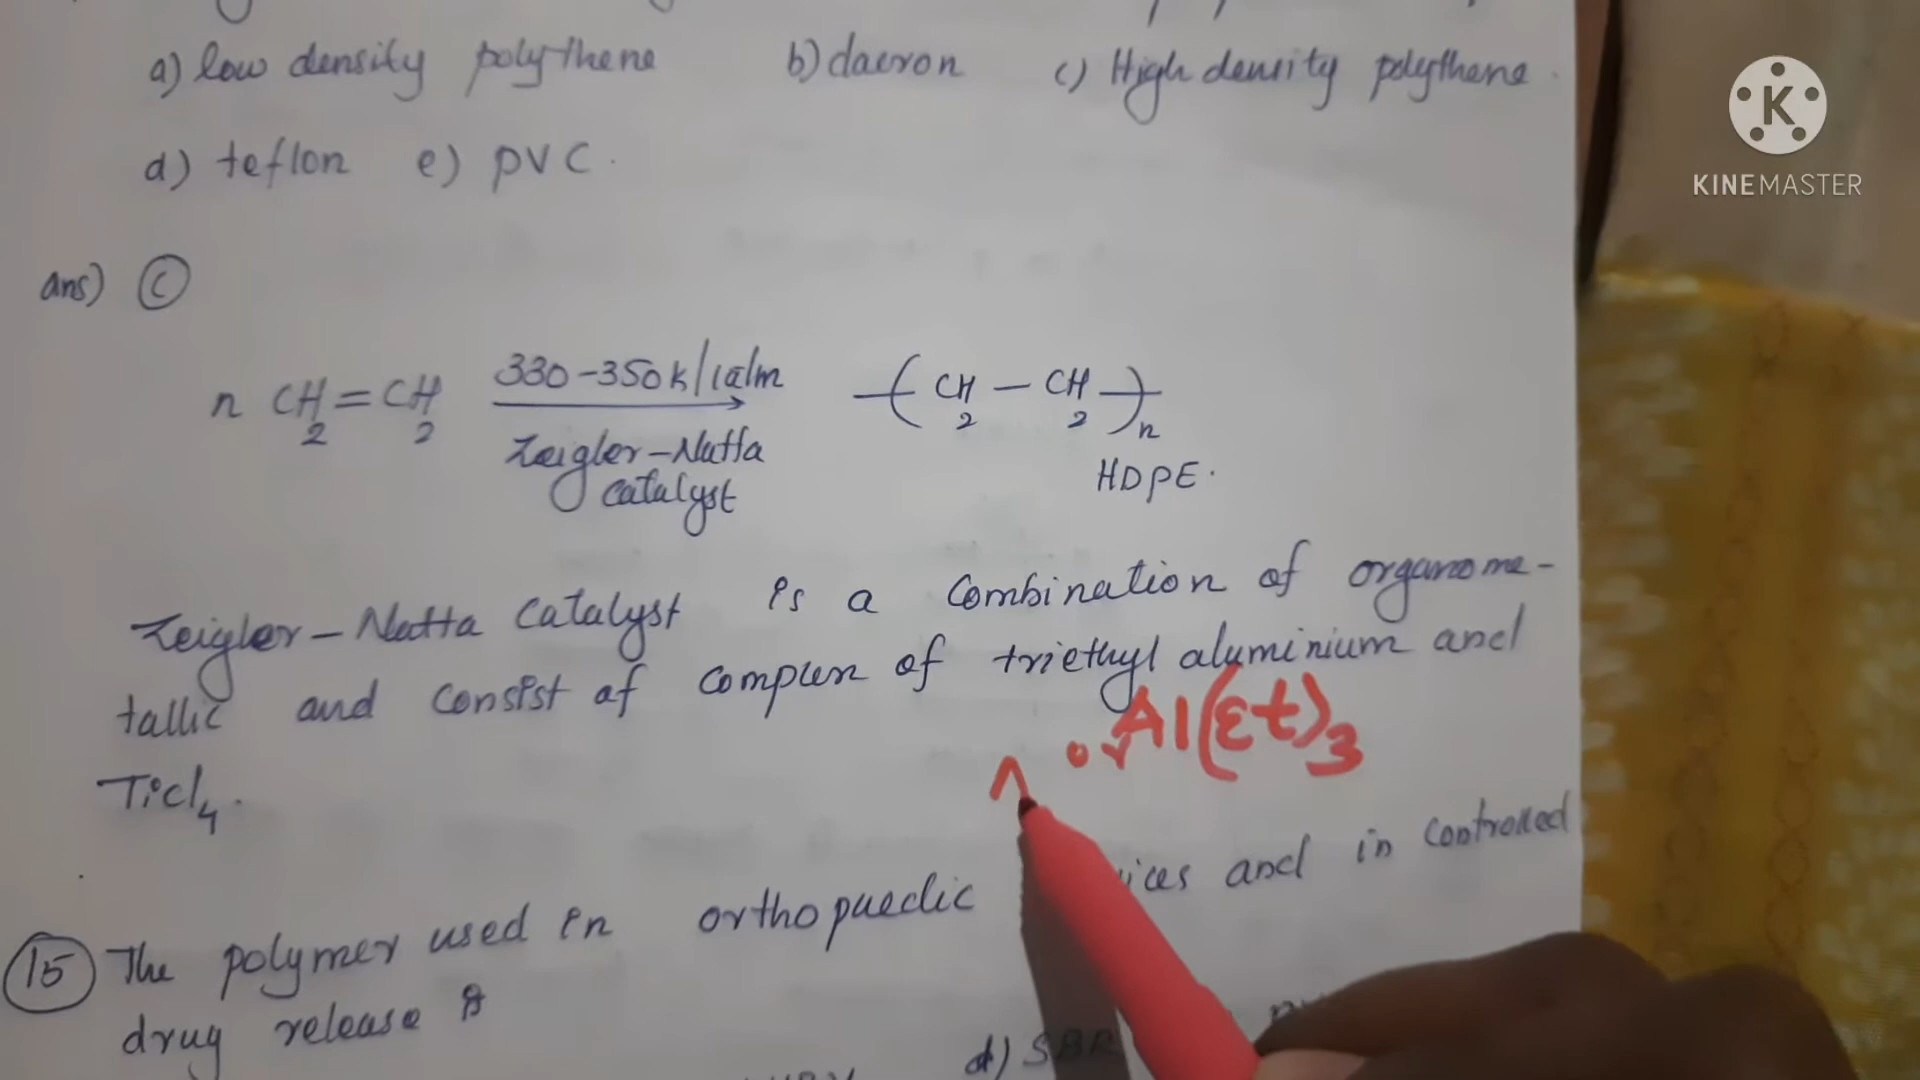 a) low density polythene b) dacron c) High density polythene
d) teflon e) PVC.
KINEMASTER
ans) C
n CH2=CH2 330-350K/1atm -( CH2 - CH2 )-n
Zeigler-Natta
catalyst
HDPE.
Zeigler-Natta Catalyst is a combination of organome-
tallic and consist of complex of triethyl aluminium and
or Al(Et)3
TiCl4.
15 The polymer used in orthopaedic and in controlled
drug release is
d) SBR